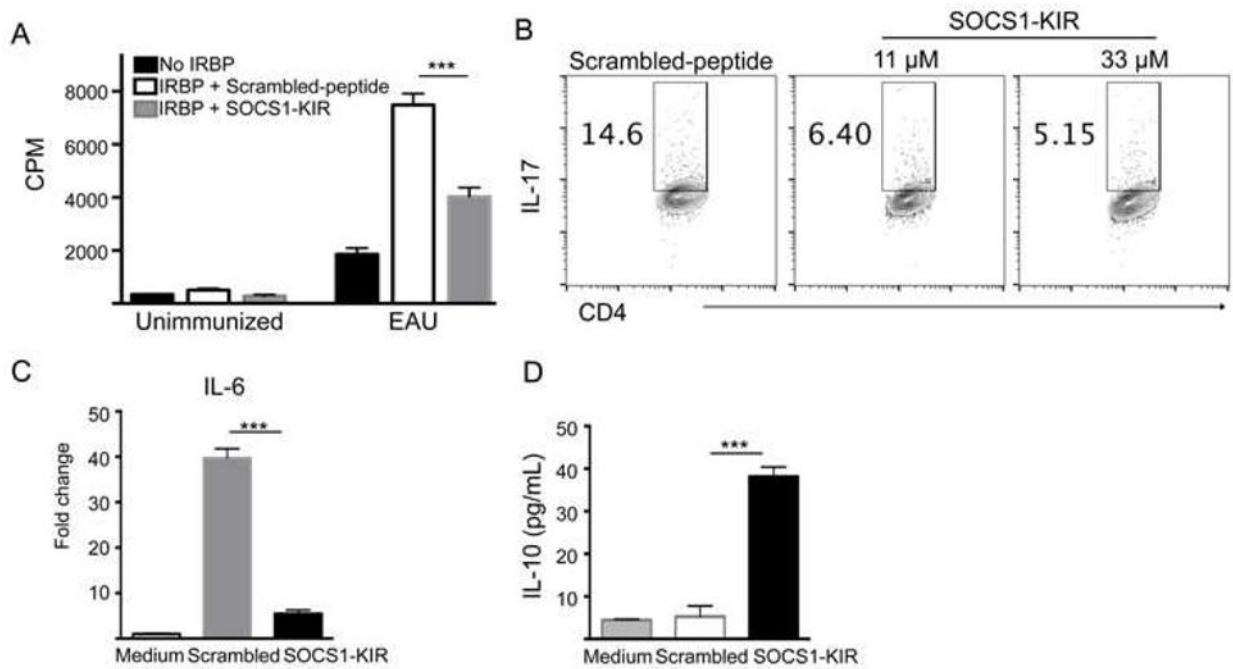 A
No IRBP
IRBP + Scrambled-peptide
IRBP + SOCS1-KIR
***
8000
6000
4000
2000
CPM
Unimmunized EAU
B
SOCS1-KIR
Scrambled-peptide 11 µM 33 µM
14.6 6.40 5.15
IL-17
CD4
C
IL-6
***
50
40
30
20
10
Fold change
Medium Scrambled SOCS1-KIR
D
***
50
40
30
20
10
IL-10 (pg/mL)
Medium Scrambled SOCS1-KIR